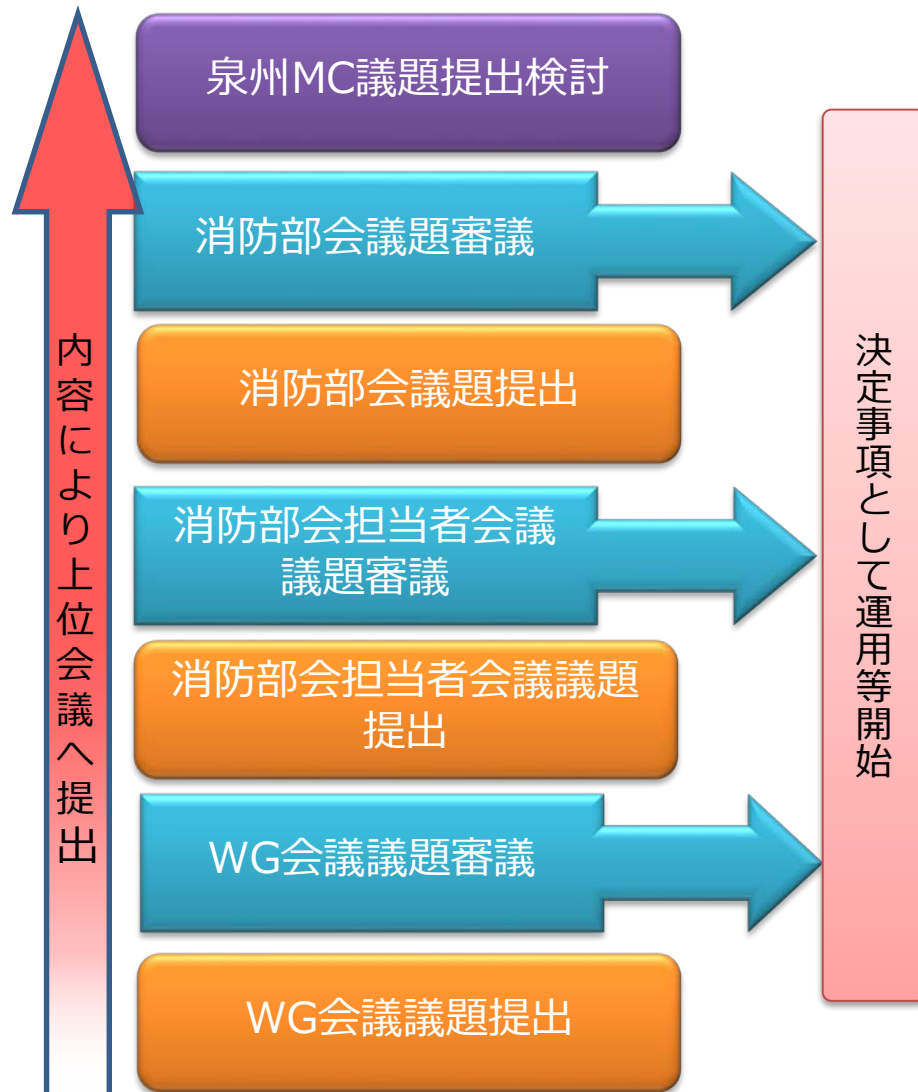 泉州MC議題提出検討
消防部会議題審議
消防部会議題提出
消防部会担当者会議
議題審議
消防部会担当者会議議題
提出
WG会議議題審議
WG会議議題提出
内容により上位会議へ提出
決定事項として運用等開始